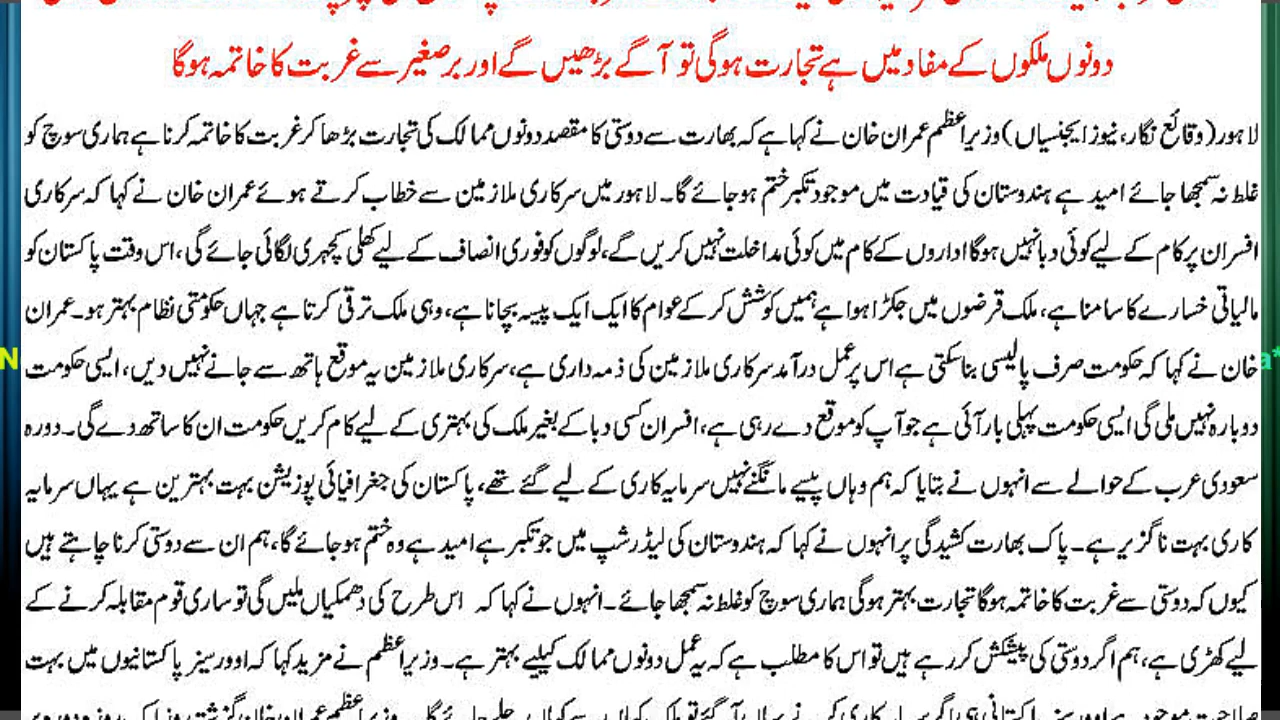 دونوں ملکوں کے مفاد میں ہے تجارت ہوگی تو آگے بڑھیں گے اور برصغیر سے غربت کا خاتمہ ہوگا
لاہور (وقائع نگار، نیوز ایجنسیاں) وزیراعظم عمران خان نے کہا ہے کہ بھارت سے دوستی کا مقصد دونوں ممالک کی تجارت بڑھا کر غربت کا خاتمہ کرنا ہے ہماری سوچ کو
غلط نہ سمجھا جائے امید ہے ہندوستان کی قیادت میں موجود تکبر ختم ہو جائے گا۔ لاہور میں سرکاری ملازمین سے خطاب کرتے ہوئے عمران خان نے کہا کہ سرکاری
افسران پر کام کے لیے کوئی دبا نہیں ہوگا اداروں کے کام میں کوئی مداخلت نہیں کریں گے، لوگوں کو فوری انصاف کے لیے کھلی کچہری لگائی جائے گی، اس وقت پاکستان کو
مالیاتی خسارے کا سامنا ہے، ملک قرضوں میں جکڑا ہوا ہے ہمیں کوشش کر کے عوام کا ایک ایک پیسہ بچانا ہے، وہی ملک ترقی کرتا ہے جہاں حکومتی نظام بہتر ہو۔ عمران
خان نے کہا کہ حکومت صرف پالیسی بنا سکتی ہے اس پر عمل درآمد سرکاری ملازمین کی ذمہ داری ہے، سرکاری ملازمین یہ موقع ہاتھ سے جانے نہیں دیں، ایسی حکومت
دوبارہ نہیں ملی گی ایسی حکومت پہلی بار آئی ہے جو آپ کو موقع دے رہی ہے، افسران کسی دبا کے بغیر ملک کی بہتری کے لیے کام کریں حکومت ان کا ساتھ دے گی۔ دورہ
سعودی عرب کے حوالے سے انہوں نے بتایا کہ ہم وہاں پیسے مانگنے نہیں سرمایہ کاری کے لیے گئے تھے، پاکستان کی جغرافیائی پوزیشن بہت بہترین ہے یہاں سرمایہ
کاری بہت ناگزیر ہے۔ پاک بھارت کشیدگی پر انہوں نے کہا کہ ہندوستان کی لیڈر شپ میں جو تکبر ہے امید ہے وہ ختم ہو جائے گا، ہم ان سے دوستی کرنا چاہتے ہیں
کیوں کہ دوستی سے غربت کا خاتمہ ہوگا تجارت بہتر ہوگی ہماری سوچ کو غلط نہ سمجھا جائے۔ انہوں نے کہا کہ اس طرح کی دھمکیاں ملیں گی تو ساری قوم مقابلہ کرنے کے
لیے کھڑی ہے، ہم اگر دوستی کی پیشکش کر رہے ہیں تو اس کا مطلب ہے کہ یہ عمل دونوں ممالک کیلیے بہتر ہے۔ وزیراعظم نے مزید کہا کہ اوورسیز پاکستانیوں میں بہت